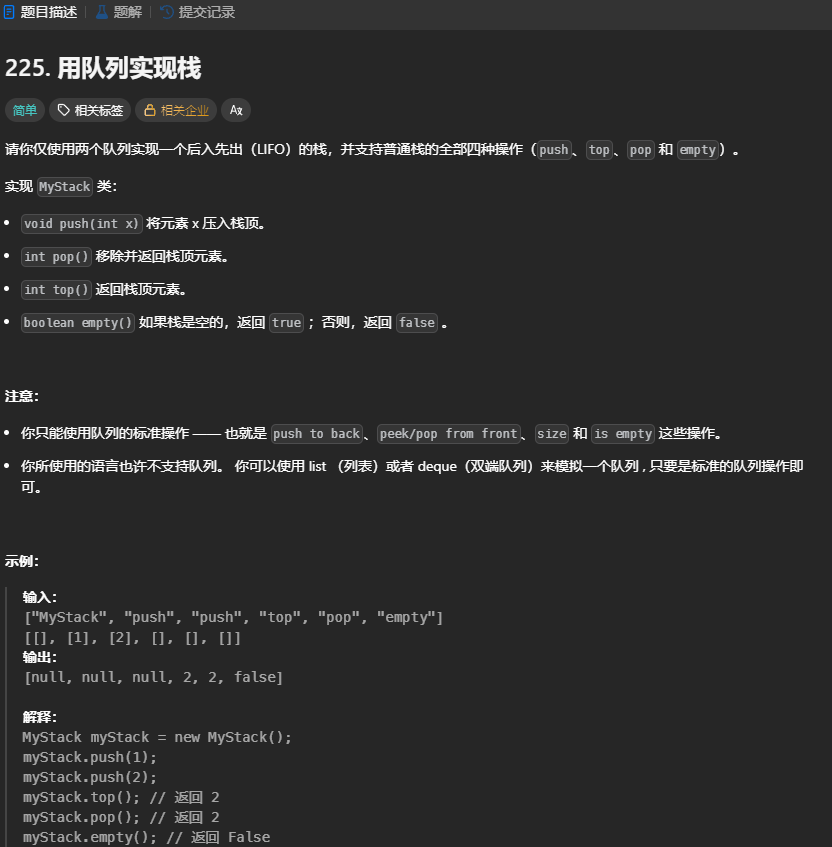 题目描述 题解 提交记录
225. 用队列实现栈
简单 相关标签 相关企业 Aｘ
请你仅使用两个队列实现一个后入先出（LIFO）的栈，并支持普通栈的全部四种操作（push、top、pop 和 empty）。
实现 MyStack 类：
• void push(int x) 将元素 x 压入栈顶。
• int pop() 移除并返回栈顶元素。
• int top() 返回栈顶元素。
• boolean empty() 如果栈是空的，返回 true ；否则，返回 false 。
注意：
• 你只能使用队列的标准操作 —— 也就是 push to back、peek/pop from front、size 和 is empty 这些操作。
• 你所使用的语言也许不支持队列。 你可以使用 list （列表）或者 deque（双端队列）来模拟一个队列 , 只要是标准的队列操作即
可。
示例：
输入：
["MyStack", "push", "push", "top", "pop", "empty"]
[[], [1], [2], [], [], []]
输出：
[null, null, null, 2, 2, false]
解释：
MyStack myStack = new MyStack();
myStack.push(1);
myStack.push(2);
myStack.top(); // 返回 2
myStack.pop(); // 返回 2
myStack.empty(); // 返回 False